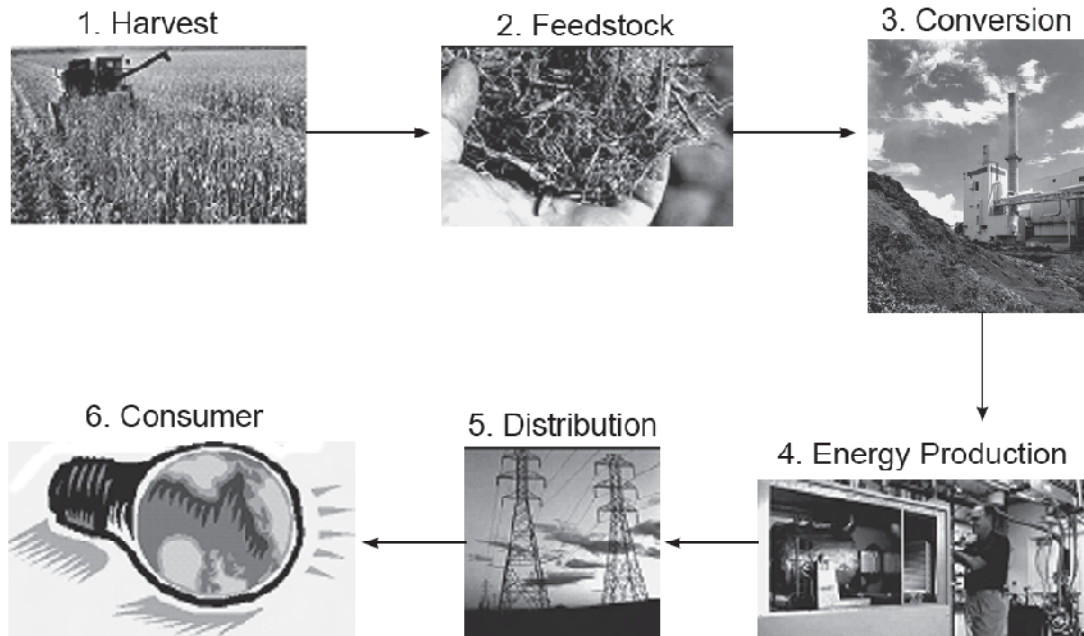 1. Harvest
2. Feedstock
3. Conversion
4. Energy Production
5. Distribution
6. Consumer